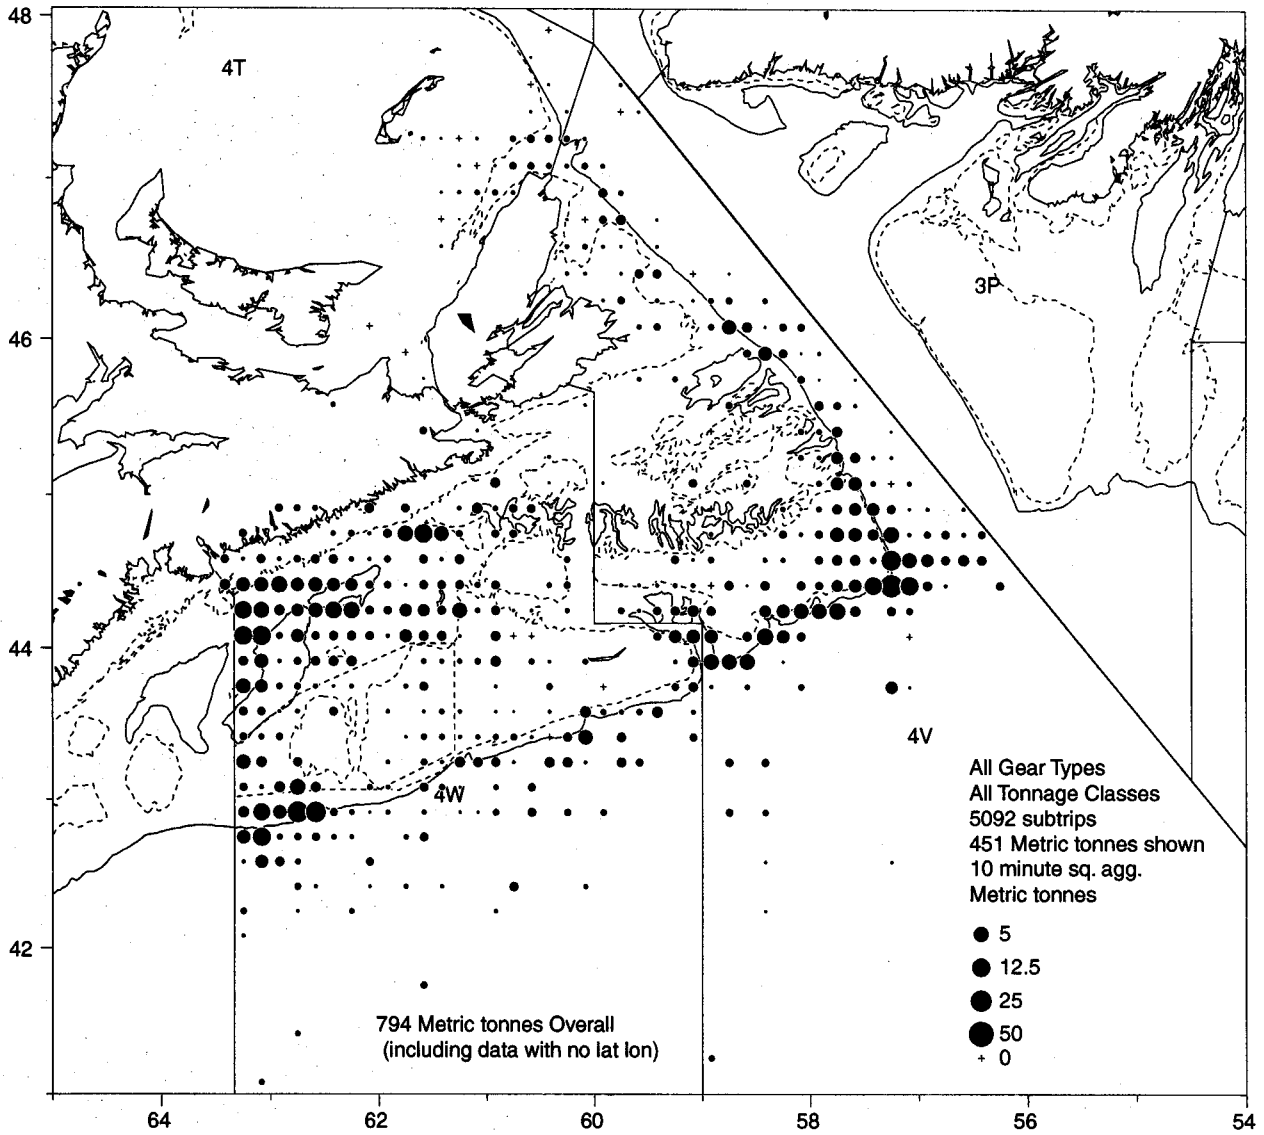 48
4T
3P
46
44
4V
4W
All Gear Types
All Tonnage Classes
5092 subtrips
451 Metric tonnes shown
10 minute sq. agg.
Metric tonnes
5
12.5
25
50
+ 0
42
794 Metric tonnes Overall
(including data with no lat lon)
64 62 60 58 56 54